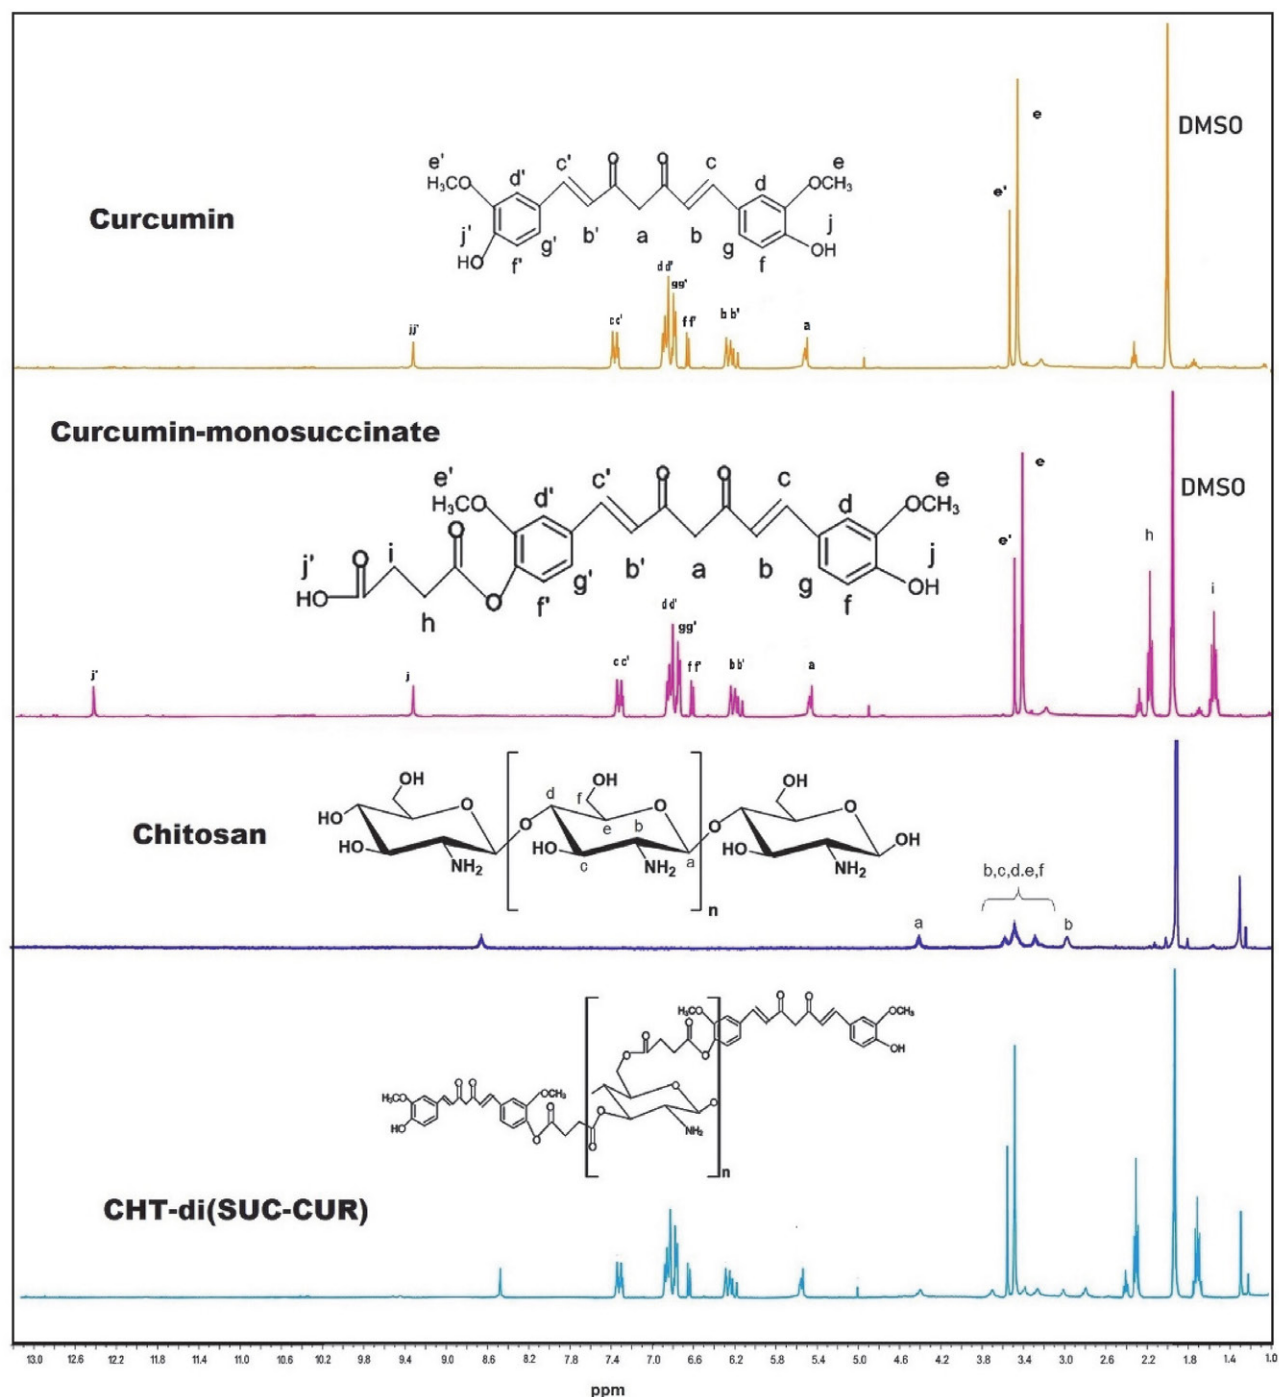 e
DMSO
e'
Curcumin
e'
H₃CO
d'
c'
O
O
c
d
e
OCH₃
j'
HO
f'
g'
b'
a
b
g
f
j
OH
jj'
c c'
d d'
gg'
f f'
b b'
a
Curcumin-monosuccinate
e
DMSO
e'
h
i
e'
H₃CO
d'
c'
O
O
c
d
e
OCH₃
j'
O
HO
i
h
O
O
f'
g'
b'
a
b
g
f
j
OH
j'
j
c c'
d d'
gg'
f f'
b b'
a
Chitosan
OH
HO
HO
O
NH₂
O
d
f
OH
e
b
O
HO
c
NH₂
a
n
O
OH
HO
O
NH₂
OH
a
b,c,d.e,f
b
H₃CO
O
O
OCH₃
OH
O
O
O
O
O
O
NH₂
O
n
H₃CO
HO
O
O
OCH₃
O
O
O
CHT-di(SUC-CUR)
13.0 12.6 12.2 11.8 11.4 11.0 10.6 10.2 9.8 9.4 9.0 8.6 8.2 7.8 7.4 7.0 6.6 6.2 5.8 5.4 5.0 4.6 4.2 3.8 3.4 3.0 2.6 2.2 1.8 1.4 1.0
ppm